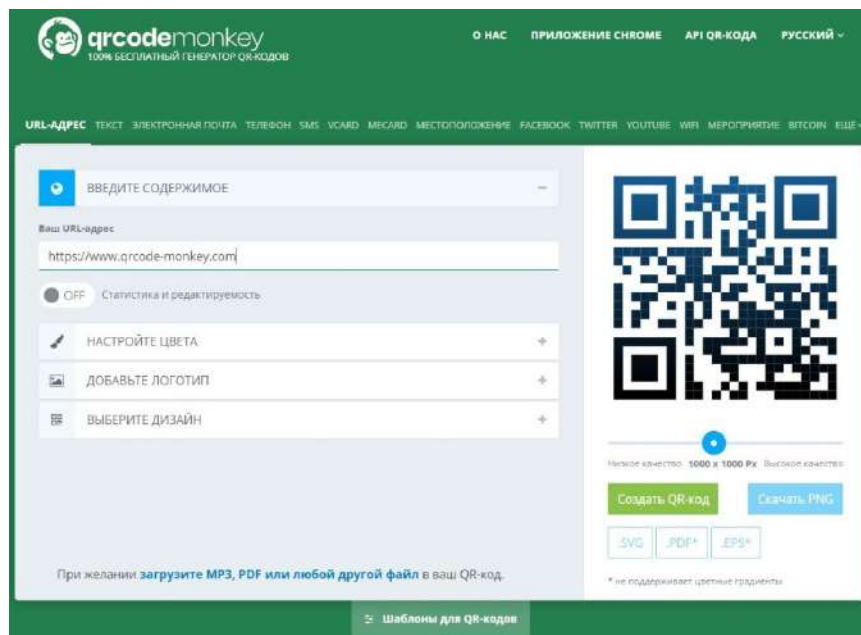 qrcodemonkey
100% БЕСПЛАТНЫЙ ГЕНЕРАТОР QR-КОДОВ
О НАС ПРИЛОЖЕНИЕ CHROME API QR-КОДА РУССКИЙ
URL-АДРЕС ТЕКСТ ЭЛЕКТРОННАЯ ПОЧТА ТЕЛЕФОН SMS VCARD MECARD МЕСТОПОЛОЖЕНИЕ FACEBOOK TWITTER YOUTUBE WIFI МЕРОПРИЯТИЕ BITCOIN ЕЩЁ
ВВЕДИТЕ СОДЕРЖИМОЕ
Ваш URL-адрес
https://www.qrcode-monkey.com
OFF Статистика и редактируемость
НАСТРОЙТЕ ЦВЕТА
ДОБАВЬТЕ ЛОГОТИП
ВЫБЕРИТЕ ДИЗАЙН
При желании загрузите MP3, PDF или любой другой файл в ваш QR-код.
Низкое качество 1000 x 1000 Px Высокое качество
Создать QR-код Скачать PNG
.SVG .PDF* .EPS*
* не поддерживает цветные градиенты
Шаблоны для QR-кодов